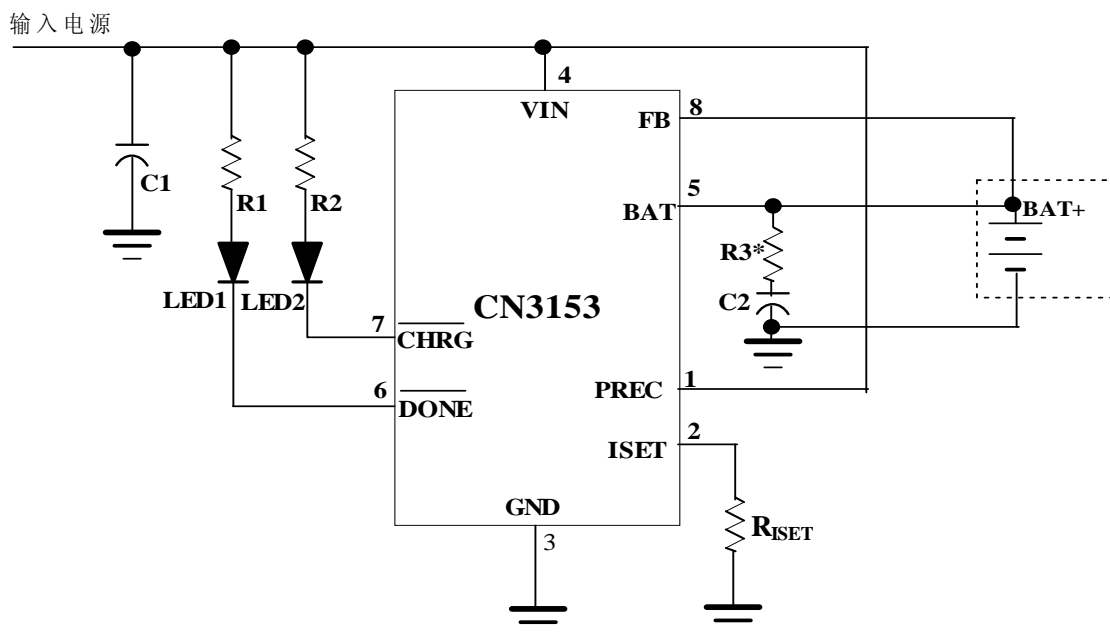 输入电源
4
VIN
FB
8
C1
R1
R2
5
BAT
BAT+
R3*
C2
LED1
LED2
CN3153
7
CHRG
6
DONE
PREC
1
ISET
2
GND
3
RISET